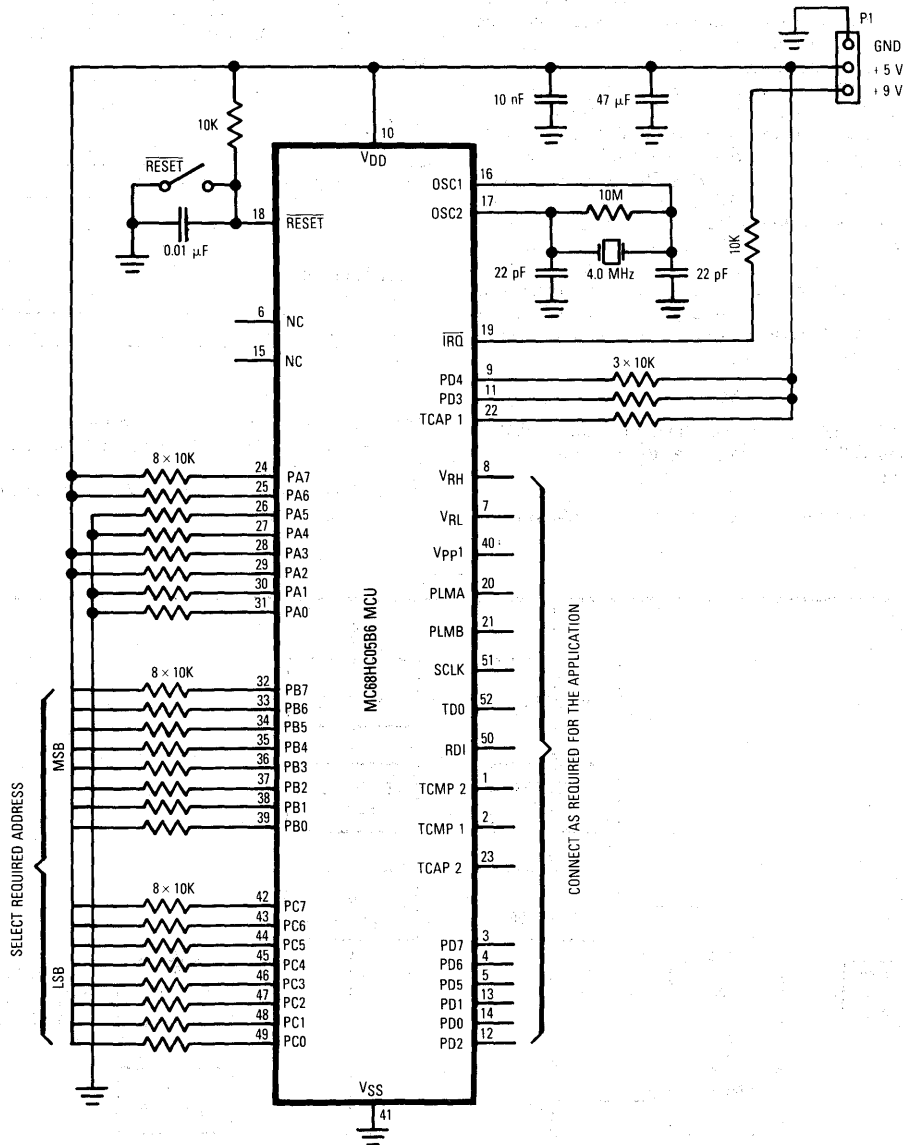 P1
GND
+ 5 V
+ 9 V
10K
10 nF
47 µF
10
VDD
RESET
18
RESET
0.01 µF
OSC1
16
OSC2
17
10M
22 pF
4.0 MHz
22 pF
10K
6
NC
15
NC
IRQ
19
PD4
9
3 × 10K
PD3
11
TCAP 1
22
8 × 10K
24
PA7
25
PA6
26
PA5
27
PA4
28
PA3
29
PA2
30
PA1
31
PA0
VRH
8
VRL
7
VPP1
40
PLMA
20
PLMB
21
SCLK
51
TD0
52
RDI
50
TCMP 2
1
TCMP 1
2
TCAP 2
23
PD7
3
PD6
4
PD5
5
PD1
13
PD0
14
PD2
12
MC68HC05B6 MCU
CONNECT AS REQUIRED FOR THE APPLICATION
SELECT REQUIRED ADDRESS
MSB
8 × 10K
32
PB7
33
PB6
34
PB5
35
PB4
36
PB3
37
PB2
38
PB1
39
PB0
LSB
8 × 10K
42
PC7
43
PC6
44
PC5
45
PC4
46
PC3
47
PC2
48
PC1
49
PC0
VSS
41